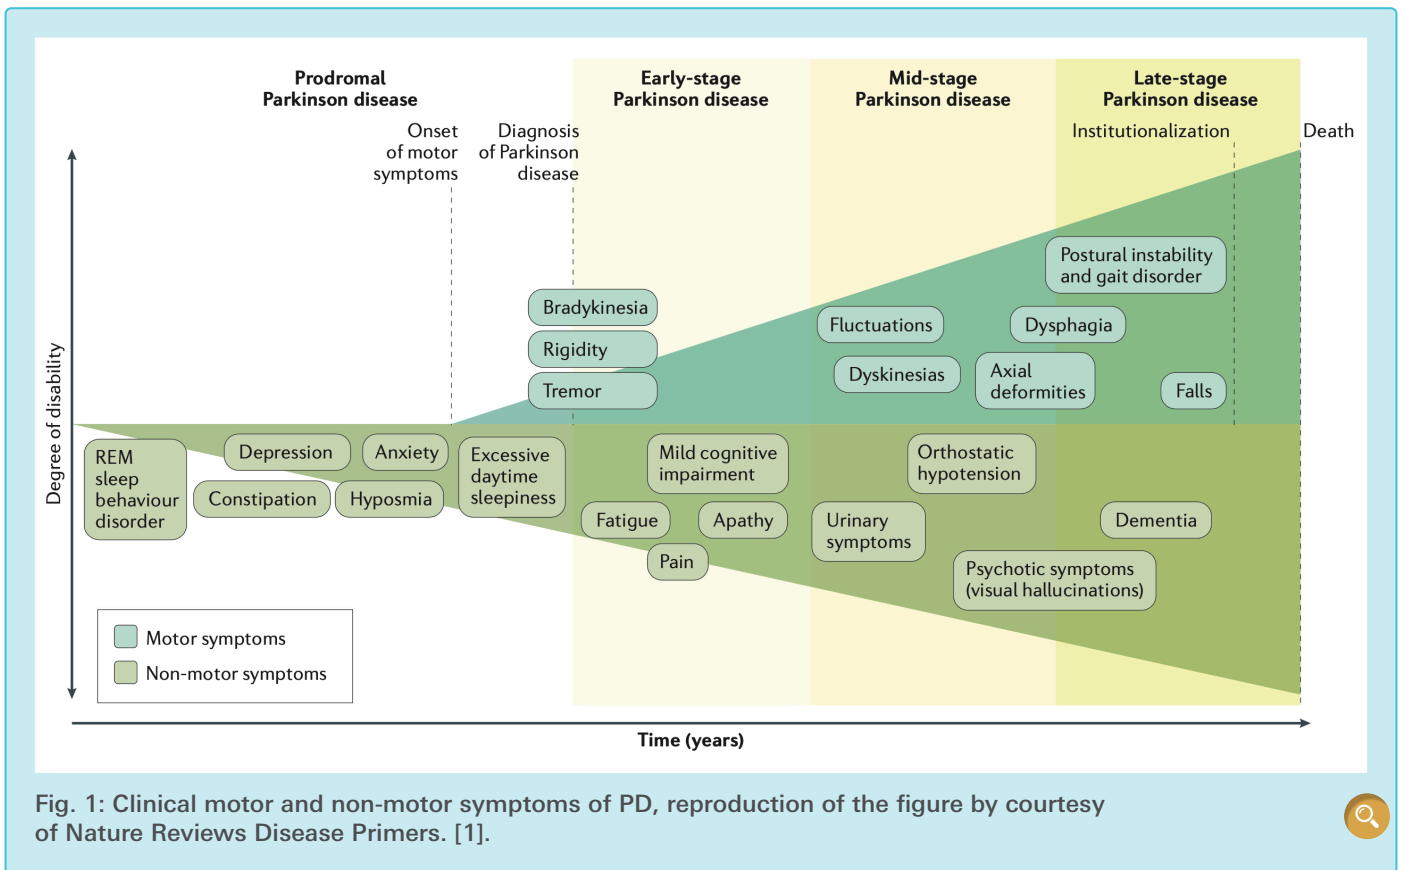 Prodromal
Parkinson disease
Early-stage
Parkinson disease
Mid-stage
Parkinson disease
Late-stage
Parkinson disease
Onset
of motor
symptoms
Diagnosis
of Parkinson
disease
Institutionalization
Death
Degree of disability
Postural instability
and gait disorder
Bradykinesia
Rigidity
Tremor
Fluctuations
Dysphagia
Dyskinesias
Axial
deformities
Falls
REM
sleep
behaviour
disorder
Depression
Anxiety
Constipation
Hyposmia
Excessive
daytime
sleepiness
Mild cognitive
impairment
Orthostatic
hypotension
Fatigue
Apathy
Urinary
symptoms
Dementia
Pain
Psychotic symptoms
(visual hallucinations)
Motor symptoms
Non-motor symptoms
Time (years)
Fig. 1: Clinical motor and non-motor symptoms of PD, reproduction of the figure by courtesy
of Nature Reviews Disease Primers. [1].